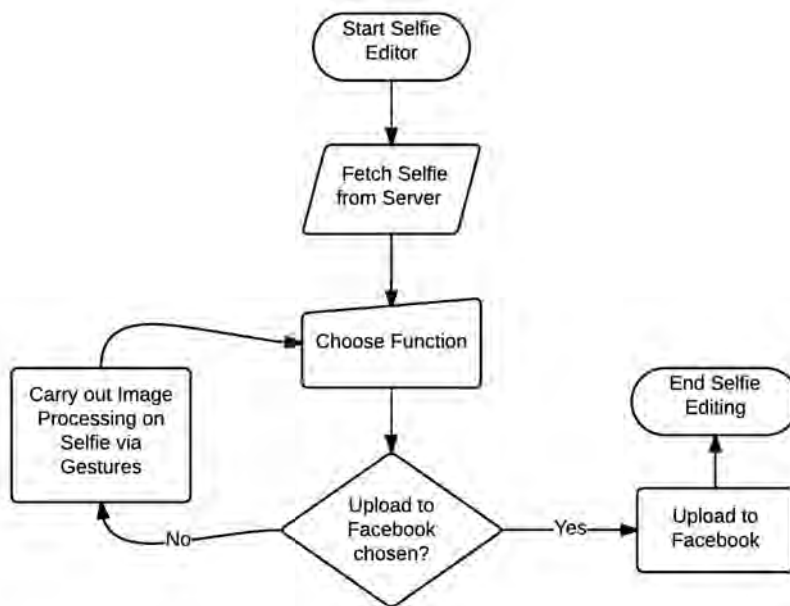 Start Selfie
Editor
Fetch Selfie
from Server
Choose Function
Carry out Image
Processing on
Selfie via
Gestures
End Selfie
Editing
Upload to
Facebook
chosen?
No
Yes
Upload to
Facebook